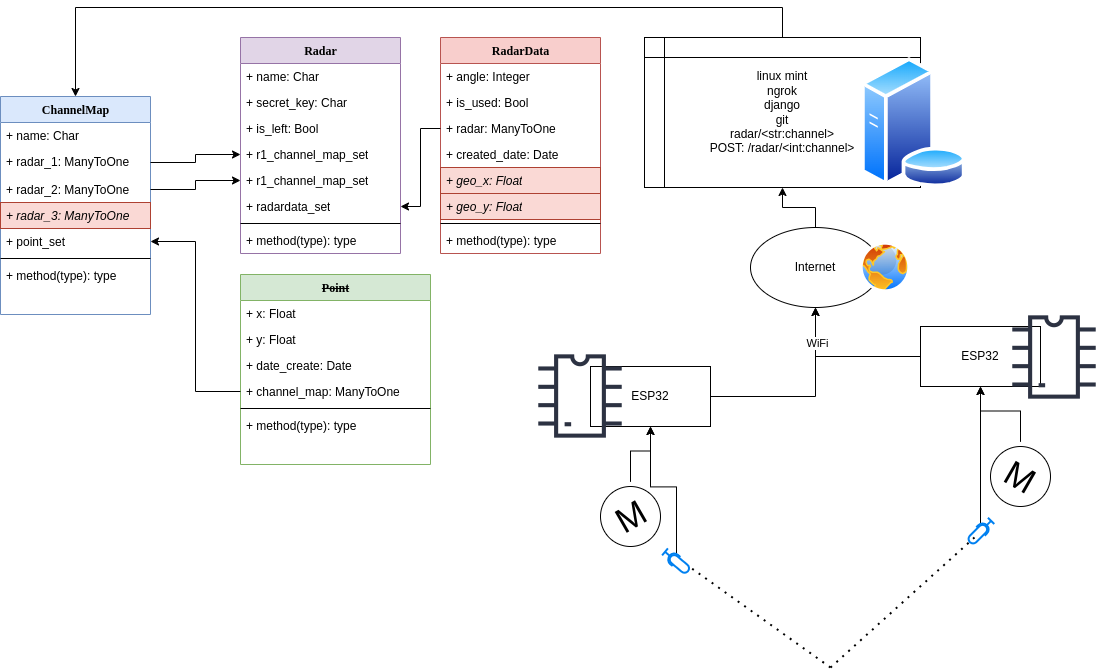 ChannelMap
+ name: Char
+ radar_1: ManyToOne
+ radar_2: ManyToOne
+ radar_3: ManyToOne
+ point_set
+ method(type): type
Radar
+ name: Char
+ secret_key: Char
+ is_left: Bool
+ r1_channel_map_set
+ r1_channel_map_set
+ radardata_set
+ method(type): type
RadarData
+ angle: Integer
+ is_used: Bool
+ radar: ManyToOne
+ created_date: Date
+ geo_x: Float
+ geo_y: Float
+ method(type): type
Point
+ x: Float
+ y: Float
+ date_create: Date
+ channel_map: ManyToOne
+ method(type): type
linux mint
ngrok
django
git
radar/<str:channel>
POST: /radar/<int:channel>
Internet
WiFi
ESP32
ESP32
M
M